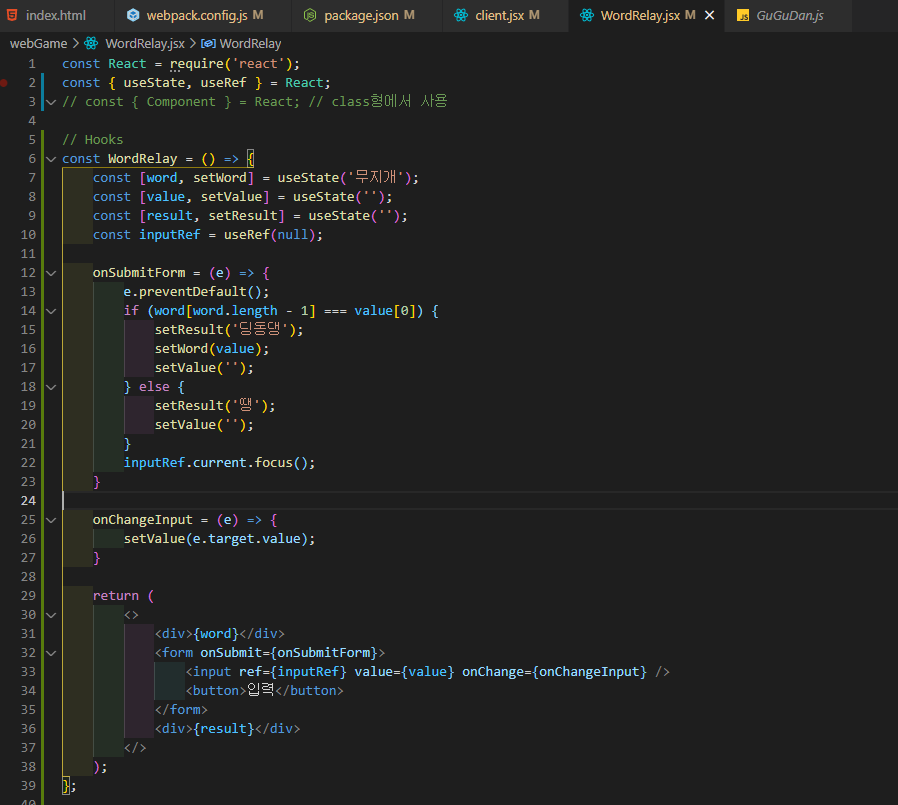 index.html webpack.config.js M package.json M client.jsx M WordRelay.jsx M GuGuDan.js
webGame > WordRelay.jsx > WordRelay
1 const React = require('react');
2 const { useState, useRef } = React;
3 // const { Component } = React; // class형에서 사용
4
5 // Hooks
6 const WordRelay = () => {
7 const [word, setWord] = useState('무지개');
8 const [value, setValue] = useState('');
9 const [result, setResult] = useState('');
10 const inputRef = useRef(null);
11
12 onSubmitForm = (e) => {
13 e.preventDefault();
14 if (word[word.length - 1] === value[0]) {
15 setResult('딩동댕');
16 setWord(value);
17 setValue('');
18 } else {
19 setResult('땡');
20 setValue('');
21 }
22 inputRef.current.focus();
23 }
24
25 onChangeInput = (e) => {
26 setValue(e.target.value);
27 }
28
29 return (
30 <>
31 <div>{word}</div>
32 <form onSubmit={onSubmitForm}>
33 <input ref={inputRef} value={value} onChange={onChangeInput} />
34 <button>입력</button>
35 </form>
36 <div>{result}</div>
37 </>
38 );
39 };
40